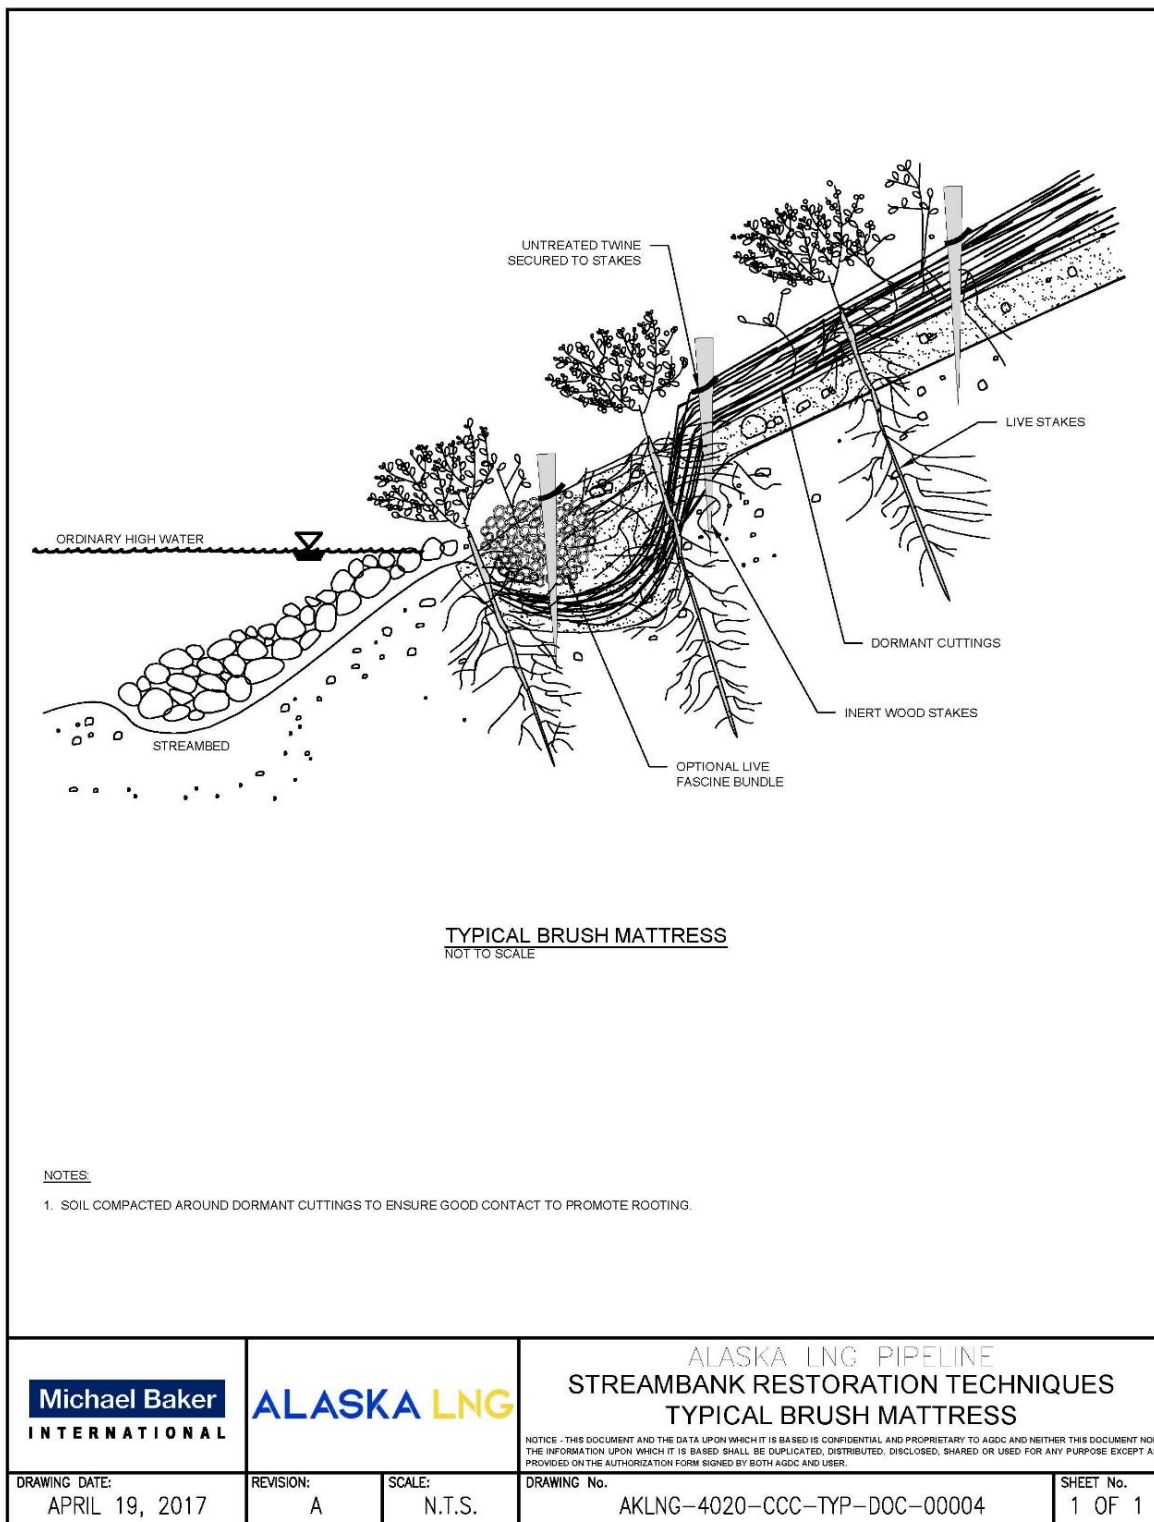 UNTREATED TWINE
SECURED TO STAKES
LIVE STAKES
ORDINARY HIGH WATER
DORMANT CUTTINGS
INERT WOOD STAKES
STREAMBED
OPTIONAL LIVE
FASCINE BUNDLE
TYPICAL BRUSH MATTRESS
NOT TO SCALE
NOTES:
1. SOIL COMPACTED AROUND DORMANT CUTTINGS TO ENSURE GOOD CONTACT TO PROMOTE ROOTING.
Michael Baker
INTERNATIONAL
ALASKA LNG
ALASKA LNG PIPELINE
STREAMBANK RESTORATION TECHNIQUES
TYPICAL BRUSH MATTRESS
NOTICE - THIS DOCUMENT AND THE DATA UPON WHICH IT IS BASED IS CONFIDENTIAL AND PROPRIETARY TO AGDC AND NEITHER THIS DOCUMENT NO
THE INFORMATION UPON WHICH IT IS BASED SHALL BE DUPLICATED, DISTRIBUTED, DISCLOSED, SHARED OR USED FOR ANY PURPOSE EXCEPT A
PROVIDED ON THE AUTHORIZATION FORM SIGNED BY BOTH AGDC AND USER.
DRAWING DATE:
APRIL 19, 2017
REVISION:
A
SCALE:
N.T.S.
DRAWING No.
AKLNG-4020-CCC-TYP-DOC-00004
SHEET No.
1 OF 1